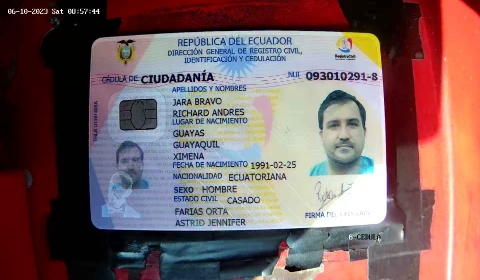 06-10-2023 Sat 08:57:44
REPÚBLICA DEL ECUADOR
DIRECCIÓN GENERAL DE REGISTRO CIVIL,
IDENTIFICACIÓN Y CEDULACIÓN
CÉDULA DE CIUDADANÍA
NUI 093010291-8
APELLIDOS Y NOMBRES
JARA BRAVO
RICHARD ANDRES
LUGAR DE NACIMIENTO
GUAYAS
GUAYAQUIL
XIMENA
FECHA DE NACIMIENTO 1991-02-25
NACIONALIDAD ECUATORIANA
SEXO HOMBRE
ESTADO CIVIL CASADO
FARIAS ORTA
ASTRID JENNIFER
FIRMA DEL
6-CEDULA